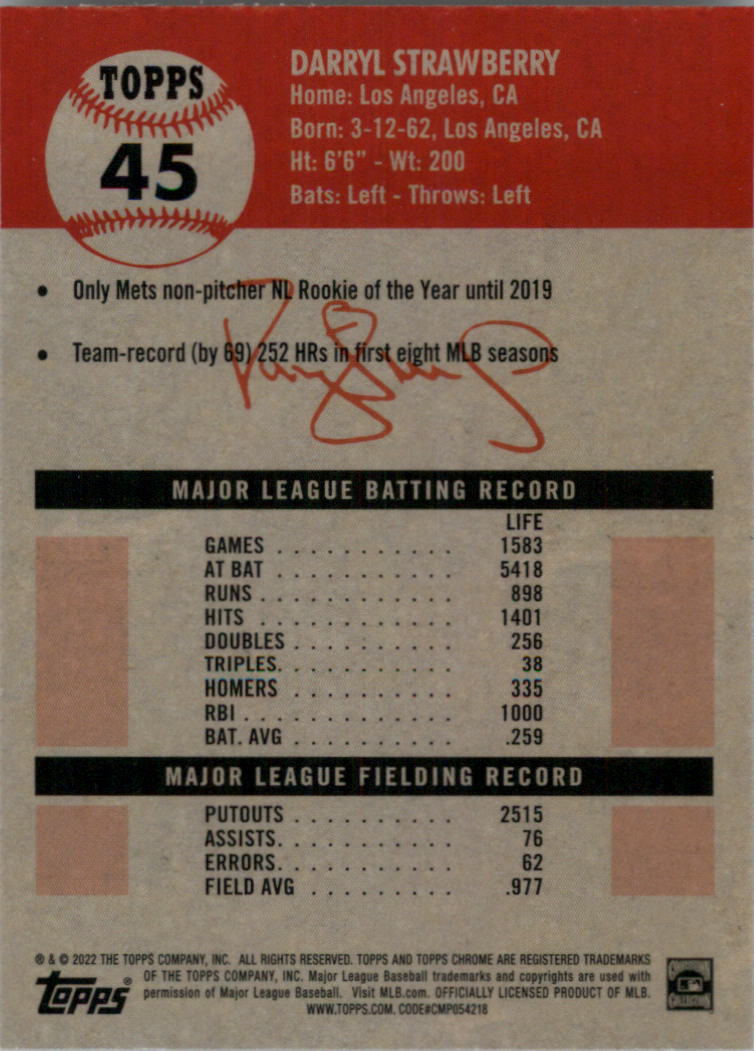 TOPPS
45
DARRYL STRAWBERRY
Home: Los Angeles, CA
Born: 3-12-62, Los Angeles, CA
Ht: 6'6" - Wt: 200
Bats: Left - Throws: Left
• Only Mets non-pitcher NL Rookie of the Year until 2019
• Team-record (by 69) 252 HRs in first eight MLB seasons
MAJOR LEAGUE BATTING RECORD
LIFE
GAMES . . . . . . . . . . . 1583
AT BAT . . . . . . . . . . . 5418
RUNS . . . . . . . . . . . . 898
HITS . . . . . . . . . . . . 1401
DOUBLES . . . . . . . . . . 256
TRIPLES. . . . . . . . . . . 38
HOMERS . . . . . . . . . . 335
RBI . . . . . . . . . . . . . 1000
BAT. AVG . . . . . . . . . . .259
MAJOR LEAGUE FIELDING RECORD
PUTOUTS . . . . . . . . . . 2515
ASSISTS. . . . . . . . . . . 76
ERRORS. . . . . . . . . . . 62
FIELD AVG . . . . . . . . . .977
® & © 2022 THE TOPPS COMPANY, INC. ALL RIGHTS RESERVED. TOPPS AND TOPPS CHROME ARE REGISTERED TRADEMARKS
OF THE TOPPS COMPANY, INC. Major League Baseball trademarks and copyrights are used with
permission of Major League Baseball. Visit MLB.com. OFFICIALLY LICENSED PRODUCT OF MLB.
WWW.TOPPS.COM. CODE#CMP054218
topps®